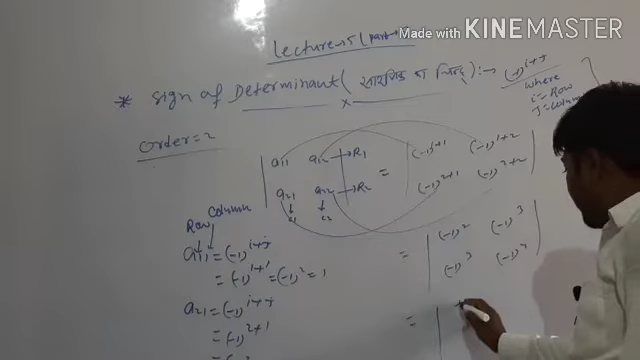 Made with KINEMASTER
Lecture-5 (Part-
* Sign of Determinant ( सारणिक का चिन्ह ) :→ (-1)^{i+J}
where
i = Row
J = Column
Order = 2
| a11 a12 → R1 | = | (-1)^{1+1} (-1)^{1+2} |
| a21 a22 → R2 | | (-1)^{2+1} (-1)^{2+2} |
↓ ↓
c1 c2
Row Column
a11 = (-1)^{i+j}
= (-1)^{1+1} = (-1)^2 = 1
= | (-1)^2 (-1)^3 |
| (-1)^3 (-1)^4 |
a21 = (-1)^{i+j}
= (-1)^{2+1}
= | +